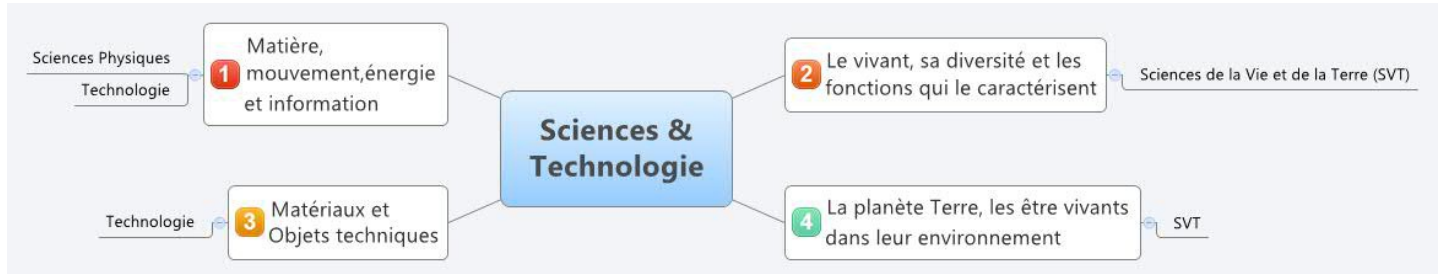 Sciences &
Technologie
1
Matière,
mouvement,énergie
et information
Sciences Physiques
Technologie
2
Le vivant, sa diversité et les
fonctions qui le caractérisent
Sciences de la Vie et de la Terre (SVT)
3
Matériaux et
Objets techniques
Technologie
4
La planète Terre, les être vivants
dans leur environnement
SVT